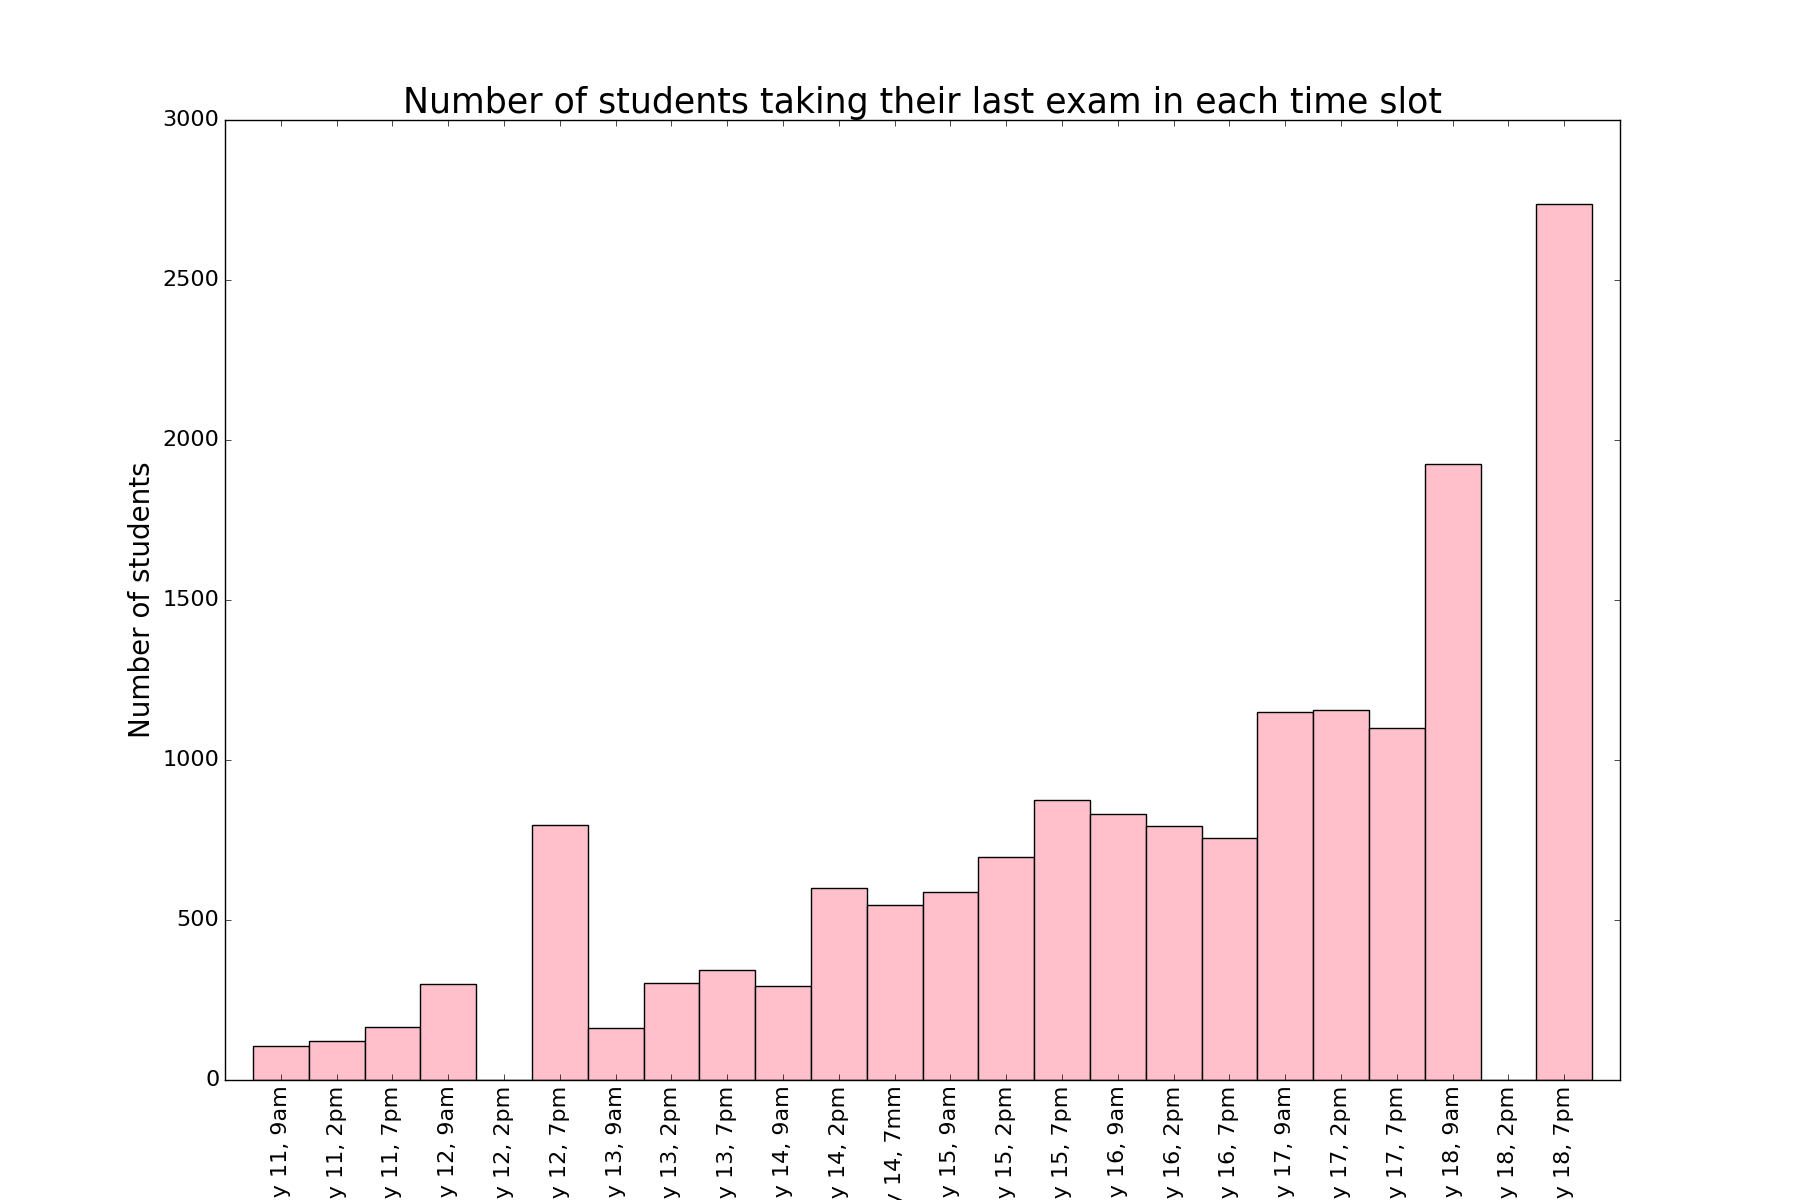 Number of students taking their last exam in each time slot
3000
2500
2000
1500
1000
500
0
Number of students
y 11, 9am
y 11, 2pm
y 11, 7pm
y 12, 9am
y 12, 2pm
y 12, 7pm
y 13, 9am
y 13, 2pm
y 13, 7pm
y 14, 9am
y 14, 2pm
y 14, 7mm
y 15, 9am
y 15, 2pm
y 15, 7pm
y 16, 9am
y 16, 2pm
y 16, 7pm
y 17, 9am
y 17, 2pm
y 17, 7pm
y 18, 9am
y 18, 2pm
y 18, 7pm